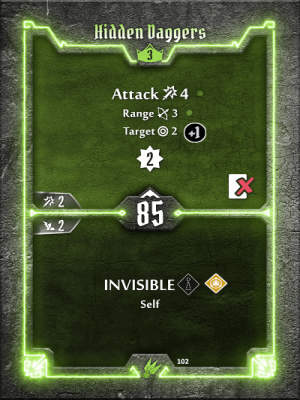 Hidden Daggers
3
Attack 4
Range 3
Target 2 +1
2
2
85
2
INVISIBLE
Self
102